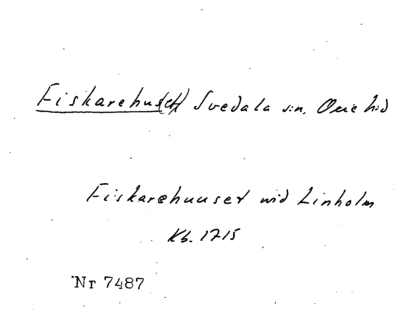 Fiskarehus(et) Svedala sn. Oxie hd
Fiskarehuuset wid Linholm
Kb. 1715
Nr 7487